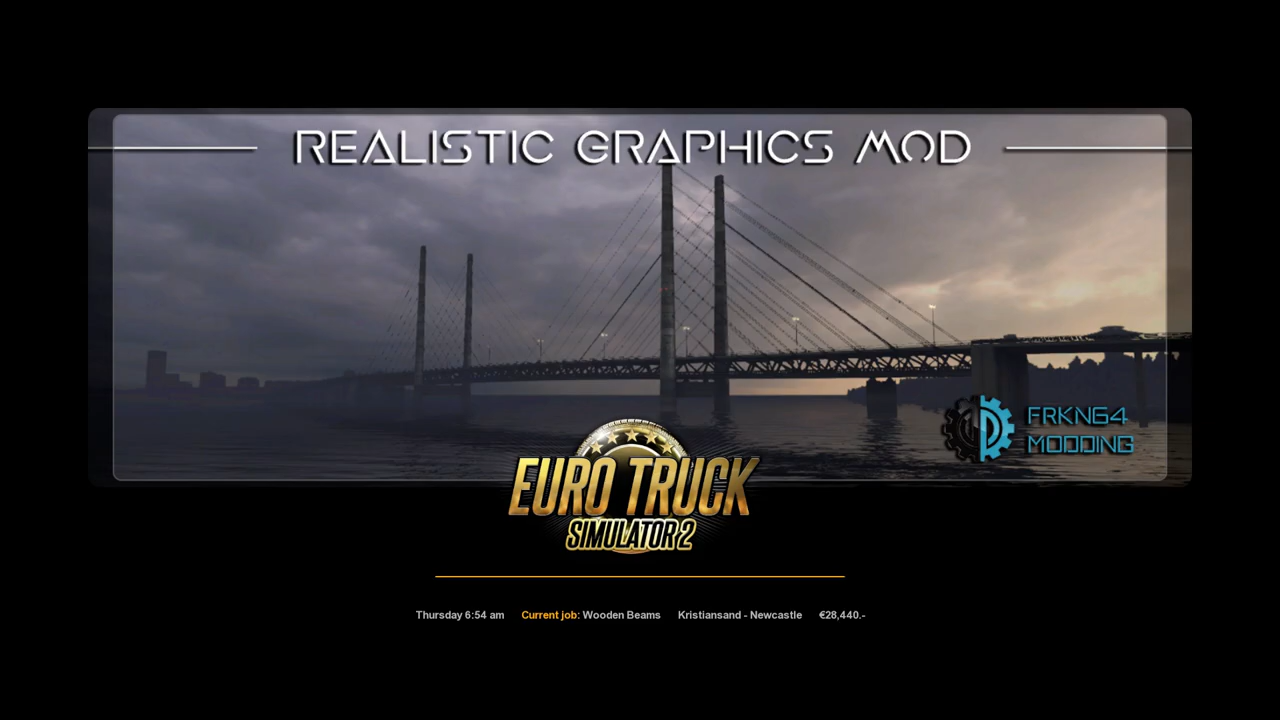 REALISTIC GRAPHICS MOD
FRKN64
MODDING
EURO TRUCK
SIMULATOR 2
Thursday 6:54 am Current job: Wooden Beams Kristiansand - Newcastle €28,440.-